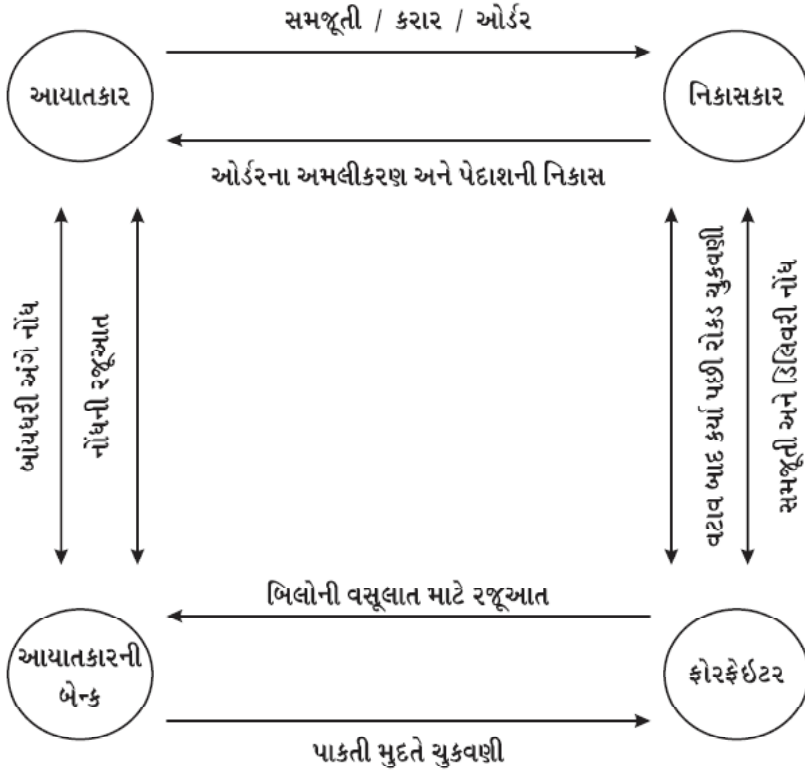 સમજૂતી / કરાર / ઓર્ડર
આયાતકાર
નિકાસકાર
ઓર્ડરના અમલીકરણ અને પેદાશની નિકાસ
બાંયધરી અંગે નોંધ
નોંધની રજૂઆત
વટાવ બાદ કર્યા પછી રોકડ ચુકવણી
સમજૂતી અને ડિલિવરી નોંધ
બિલોની વસૂલાત માટે રજૂઆત
આયાતકારની
બેન્ક
ફોરફેઇટર
પાકતી મુદતે ચુકવણી